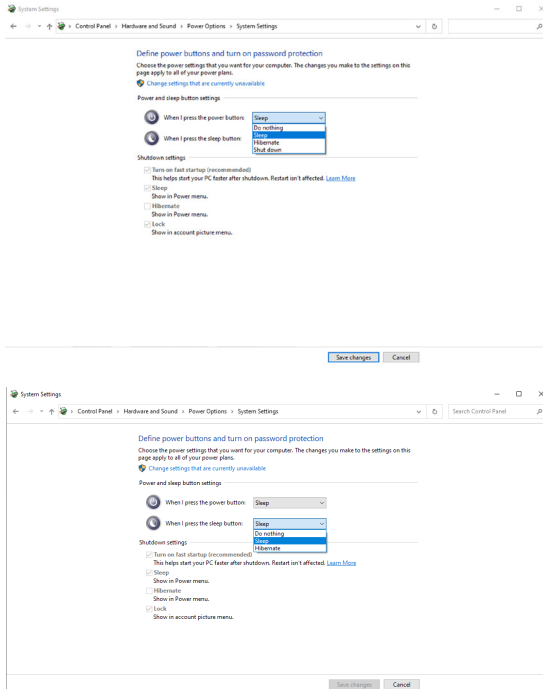 System Settings
Control Panel > Hardware and Sound > Power Options > System Settings
Define power buttons and turn on password protection
Choose the power settings that you want for your computer. The changes you make to the settings on this
page apply to all of your power plans.
Change settings that are currently unavailable
Power and sleep button settings
When I press the power button: Sleep
Do nothing
Sleep
Hibernate
Shut down
When I press the sleep button:
Shutdown settings
Turn on fast startup (recommended)
This helps start your PC faster after shutdown. Restart isn't affected. Learn More
Sleep
Show in Power menu.
Hibernate
Show in Power menu.
Lock
Show in account picture menu.
Save changes Cancel
System Settings
Control Panel > Hardware and Sound > Power Options > System Settings Search Control Panel
Define power buttons and turn on password protection
Choose the power settings that you want for your computer. The changes you make to the settings on this
page apply to all of your power plans.
Change settings that are currently unavailable
Power and sleep button settings
When I press the power button: Sleep
When I press the sleep button: Sleep
Do nothing
Sleep
Hibernate
Shutdown settings
Turn on fast startup (recommended)
This helps start your PC faster after shutdown. Restart isn't affected. Learn More
Sleep
Show in Power menu.
Hibernate
Show in Power menu.
Lock
Show in account picture menu.
Save changes Cancel